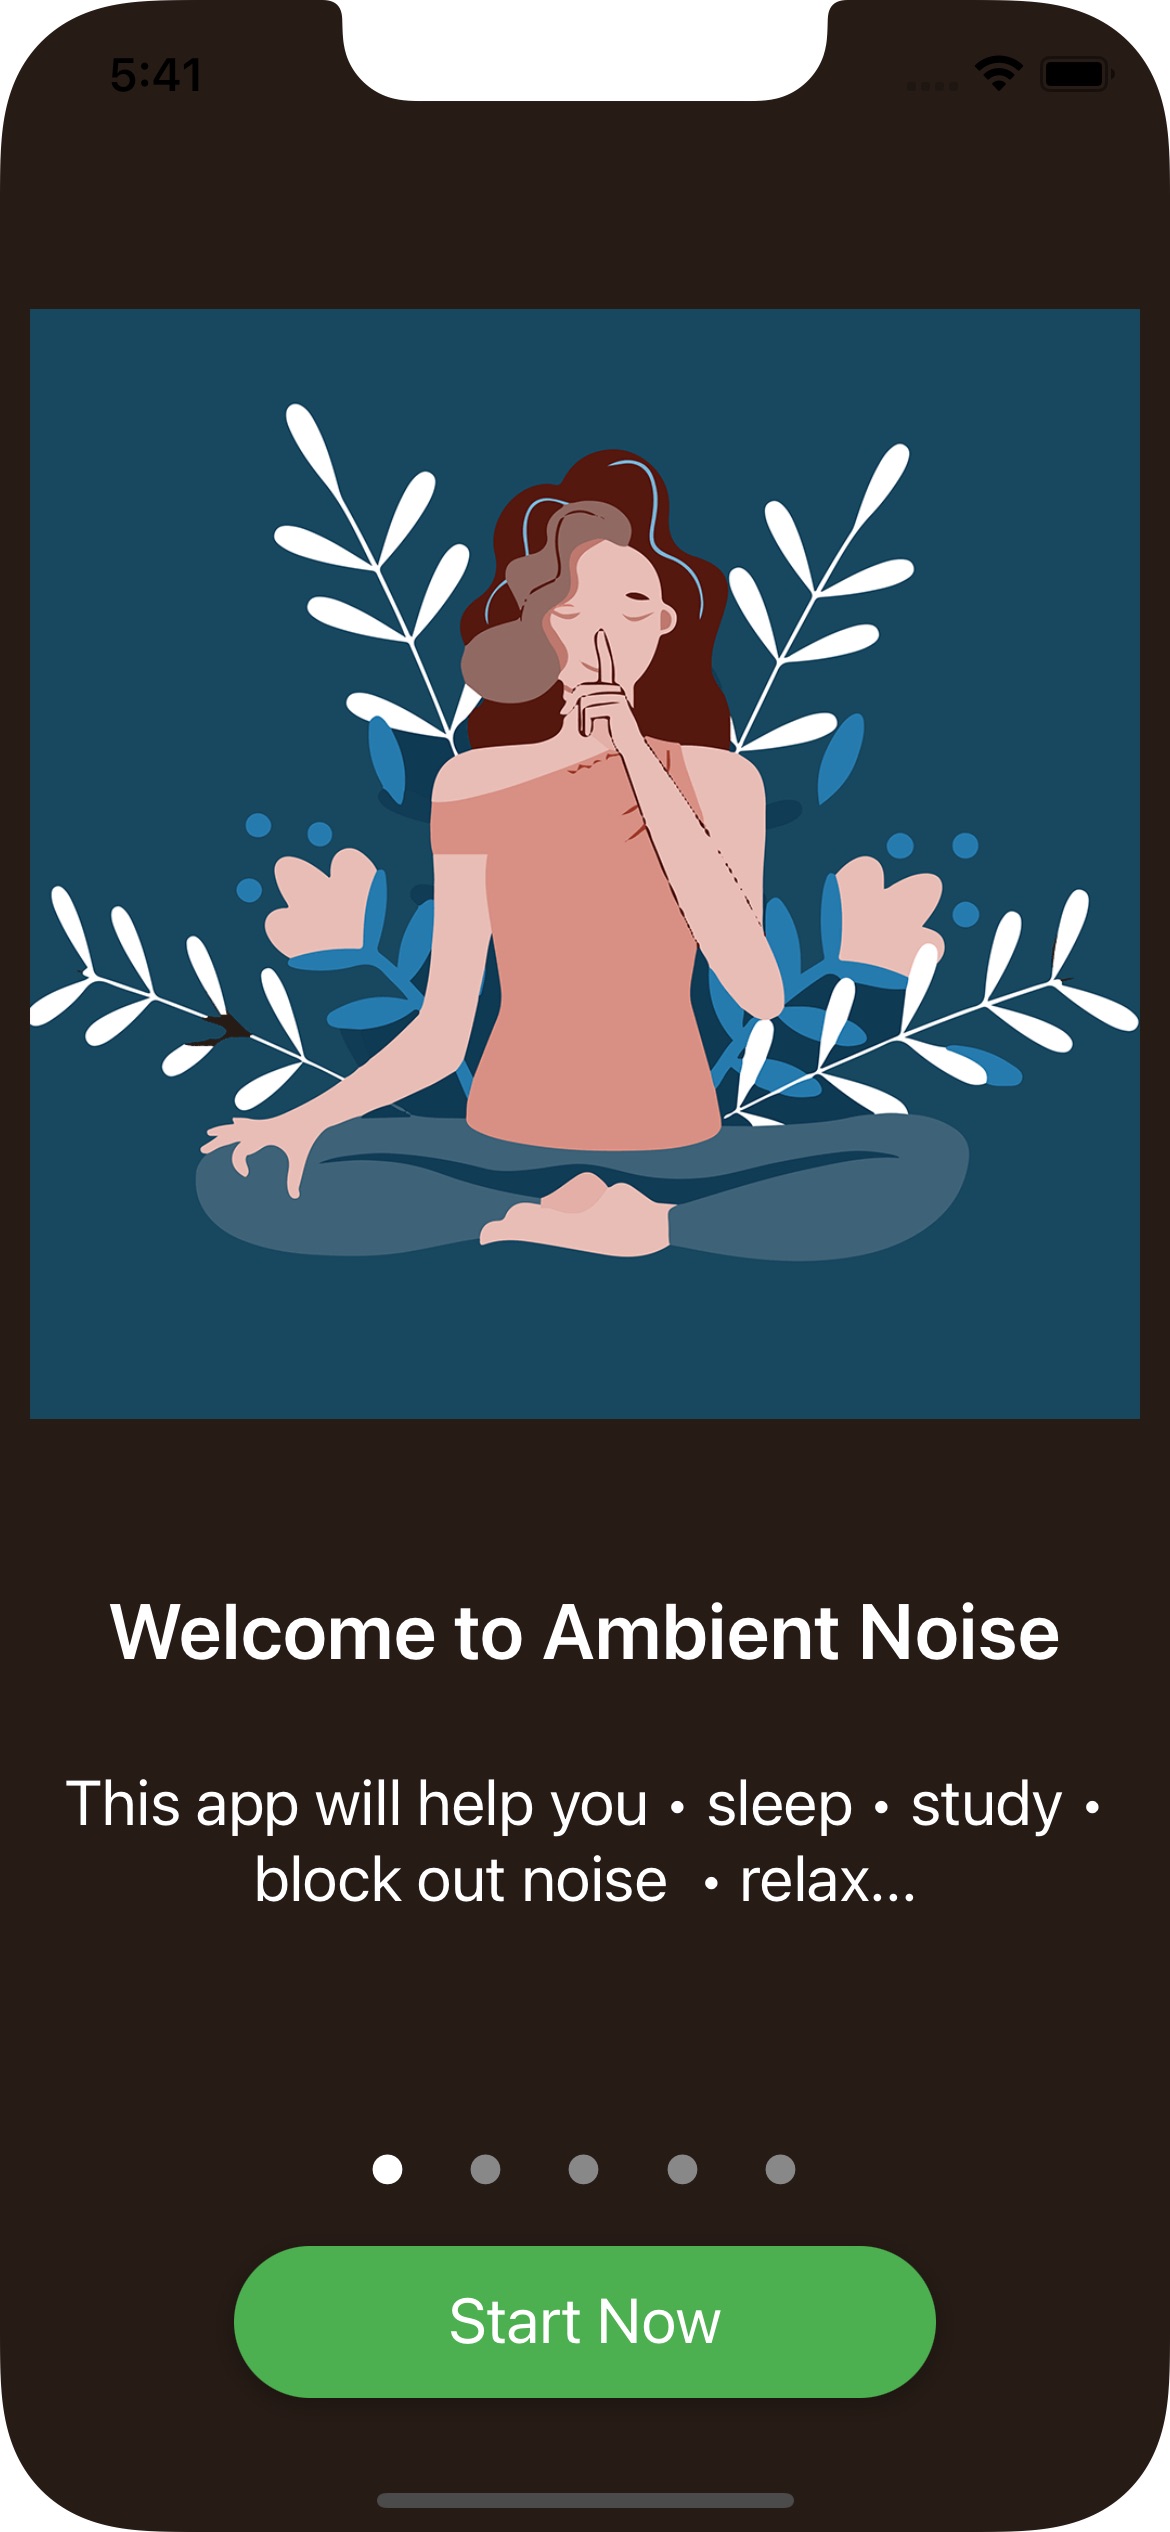 5:41
Welcome to Ambient Noise
This app will help you • sleep • study •
block out noise • relax...
Start Now